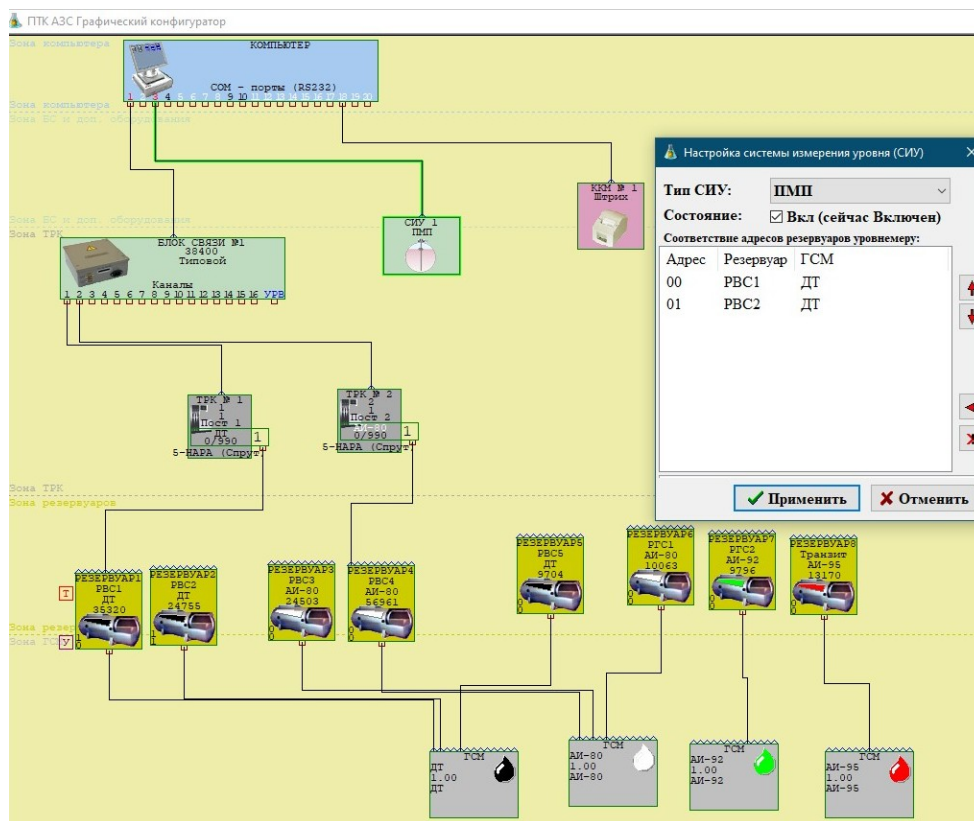 ПТК АЗС Графический конфигуратор
Зона компьютера
КОМПЬЮТЕР
COM - порты (RS232)
1 2 3 4 5 6 7 8 9 10 11 12 13 14 15 16 17 18 19 20
Зона компьютера
Зона БС и доп. оборудования
Настройка системы измерения уровня (СИУ)
Тип СИУ: ПМП
Состояние: Вкл (сейчас Включен)
Соответствие адресов резервуаров уровнемеру:
Адрес Резервуар ГСМ
00 РВС1 ДТ
01 РВС2 ДТ
Применить Отменить
ККМ № 1
Штрих
СИУ 1
ПМП
Зона БС и доп. оборудования
Зона ТРК
БЛОК СВЯЗИ №1
38400
Типовой
Каналы
1 2 3 4 5 6 7 8 9 10 11 12 13 14 15 16 УРВ
ТРК № 1
1
1
Пост 1
ДТ
0/990
1
5-НАРА (Спрут)
ТРК № 2
2
1
Пост 2
АИ-80
0/990
1
5-НАРА (Спрут)
Зона ТРК
Зона резервуаров
РЕЗЕРВУАР1
РВС1
ДТ
35320
РЕЗЕРВУАР2
РВС2
ДТ
24755
РЕЗЕРВУАР3
РВС3
АИ-80
24503
РЕЗЕРВУАР4
РВС4
АИ-80
56961
РЕЗЕРВУАР5
РВС5
ДТ
9704
РЕЗЕРВУАР6
РГС1
АИ-80
10063
РЕЗЕРВУАР7
РГС2
АИ-92
9796
РЕЗЕРВУАР8
Транзит
АИ-95
13170
Т
У
ГСМ
ДТ
1.00
ДТ
ГСМ
АИ-80
1.00
АИ-80
ГСМ
АИ-92
1.00
АИ-92
ГСМ
АИ-95
1.00
АИ-95